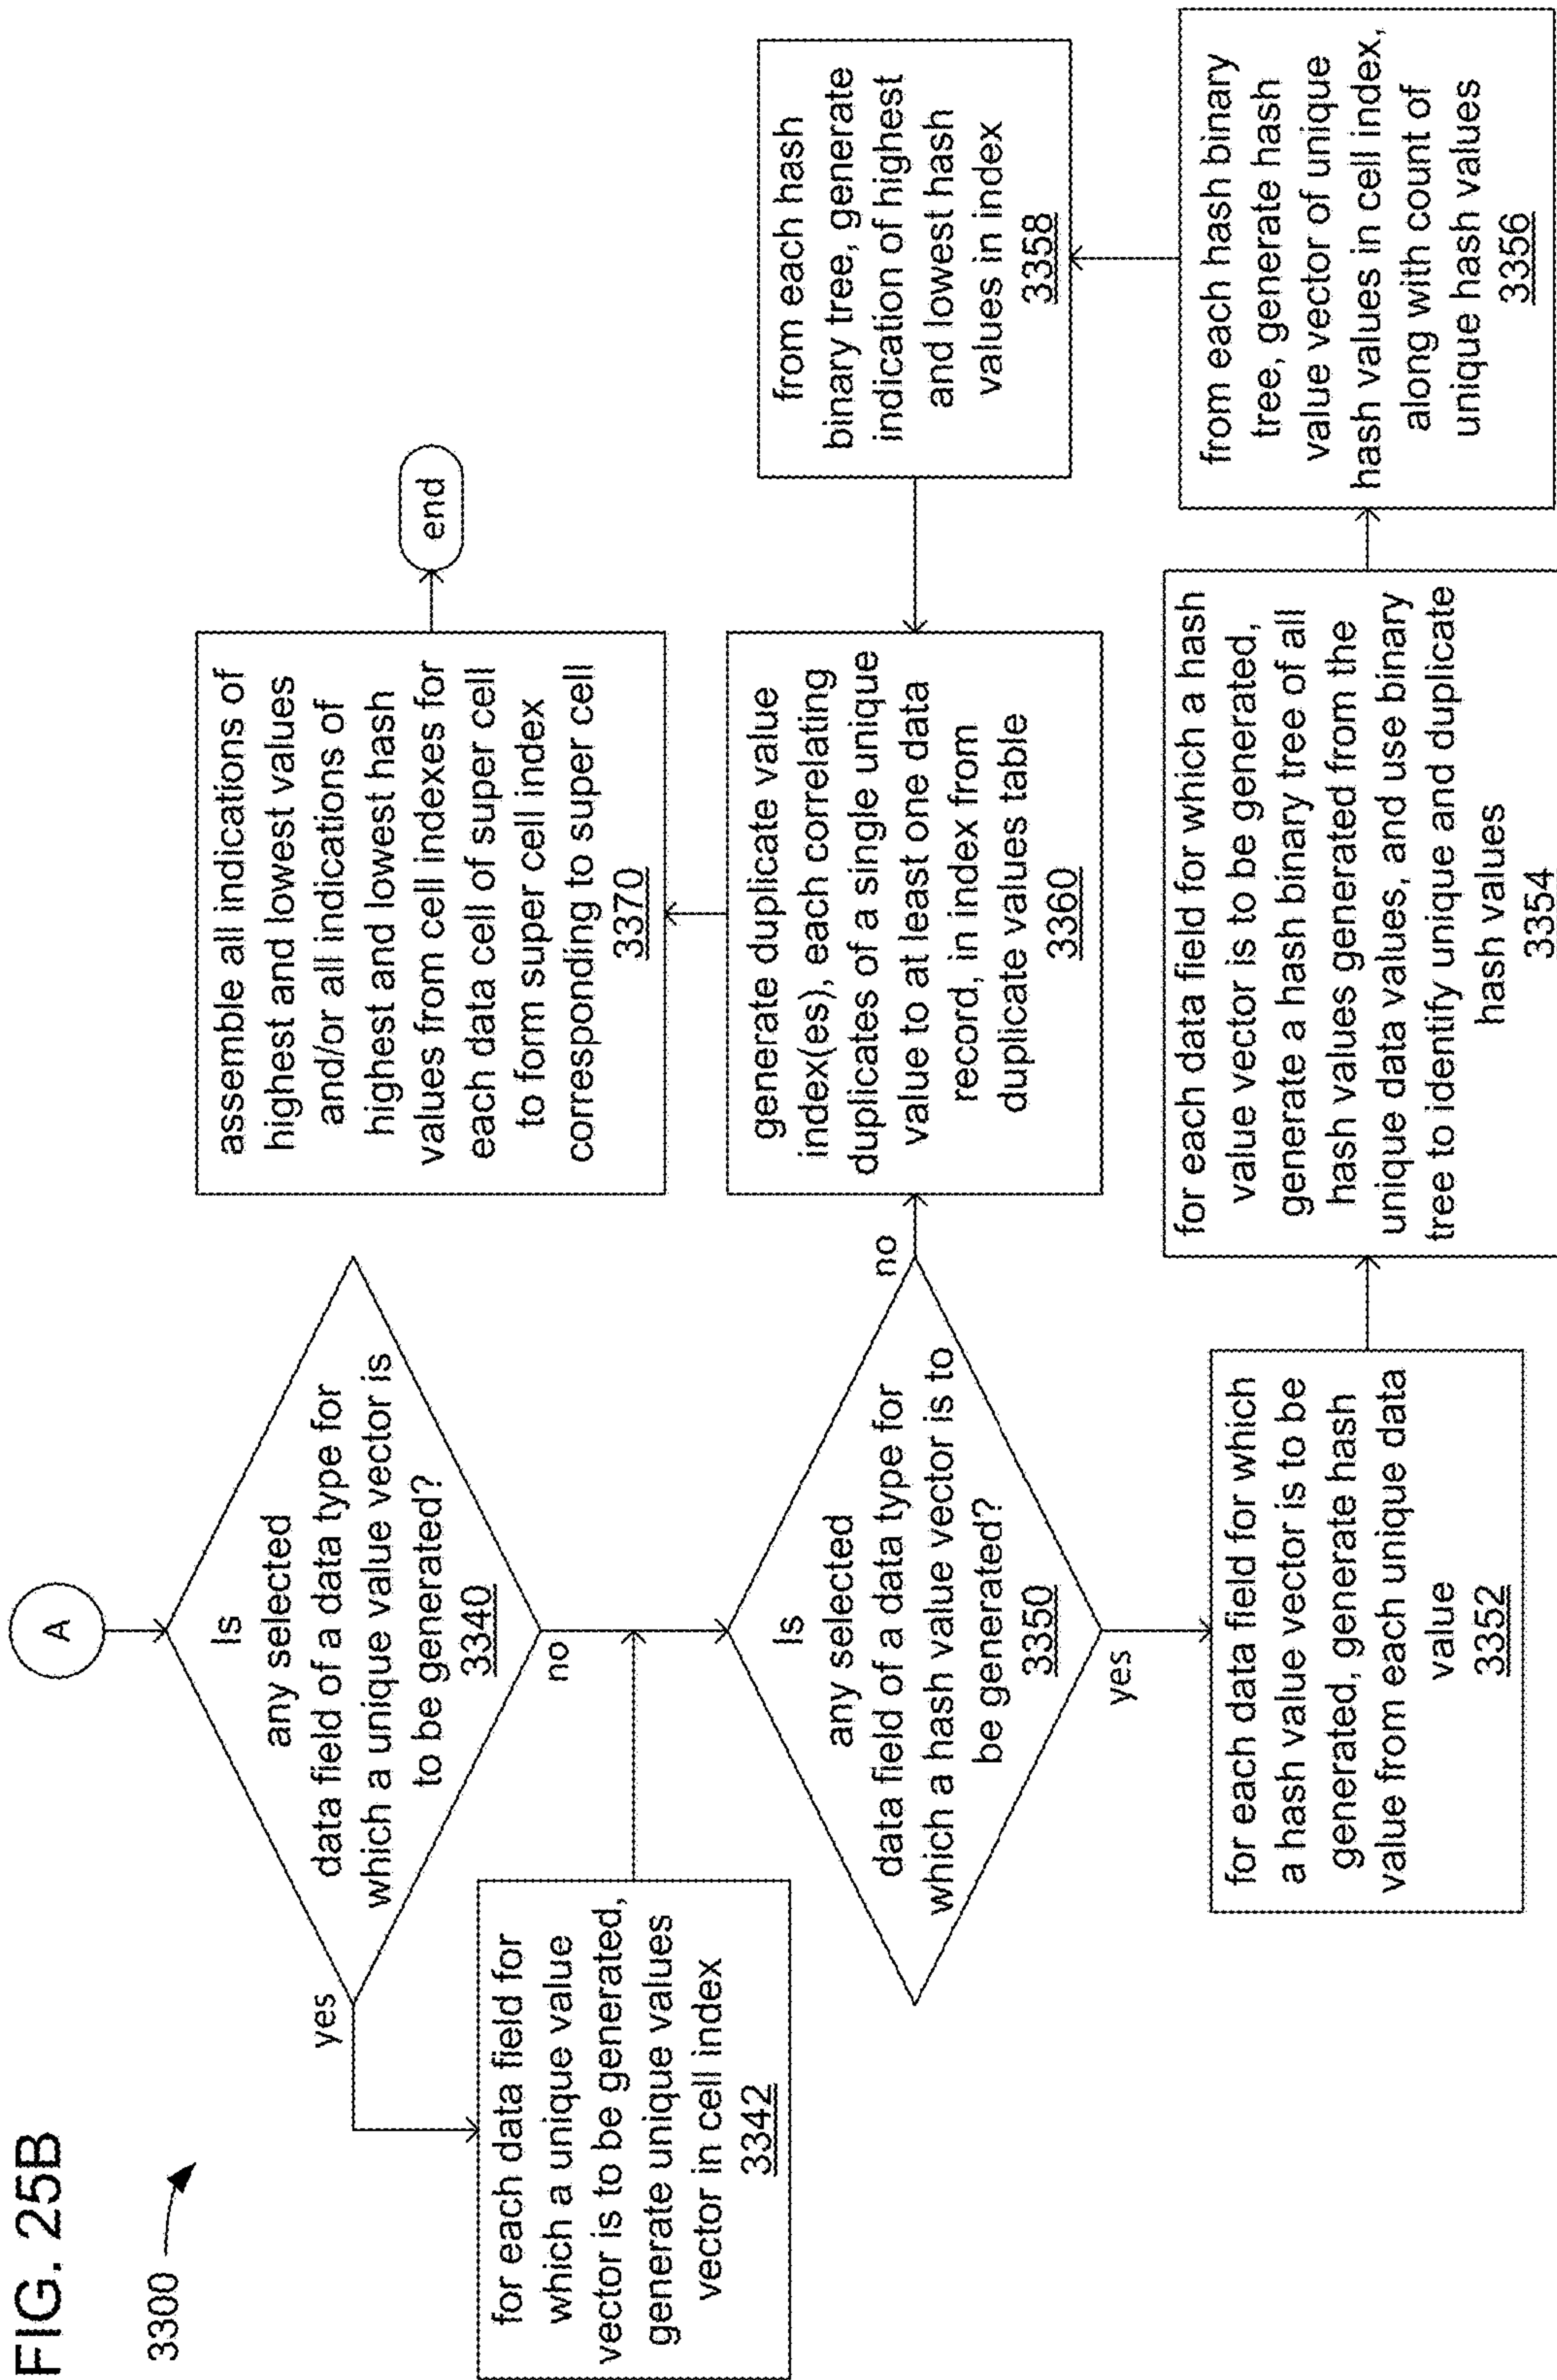 FIG. 25B
3300
A
Is
any selected
data field of a data type for
which a unique value vector is
to be generated?
3340
yes
no
for each data field for
which a unique value
vector is to be generated,
generate unique values
vector in cell index
3342
Is
any selected
data field of a data type for
which a hash value vector is to
be generated?
3350
no
yes
for each data field for which
a hash value vector is to be
generated, generate hash
value from each unique data
value
3352
for each data field for which a hash
value vector is to be generated,
generate a hash binary tree of all
hash values generated from the
unique data values, and use binary
tree to identify unique and duplicate
hash values
3354
from each hash binary
tree, generate hash
value vector of unique
hash values in cell index,
along with count of
unique hash values
3356
from each hash
binary tree, generate
indication of highest
and lowest hash
values in index
3358
generate duplicate value
index(es), each correlating
duplicates of a single unique
value to at least one data
record, in index from
duplicate values table
3360
assemble all indications of
highest and lowest values
and/or all indications of
highest and lowest hash
values from cell indexes for
each data cell of super cell
to form super cell index
corresponding to super cell
3370
end